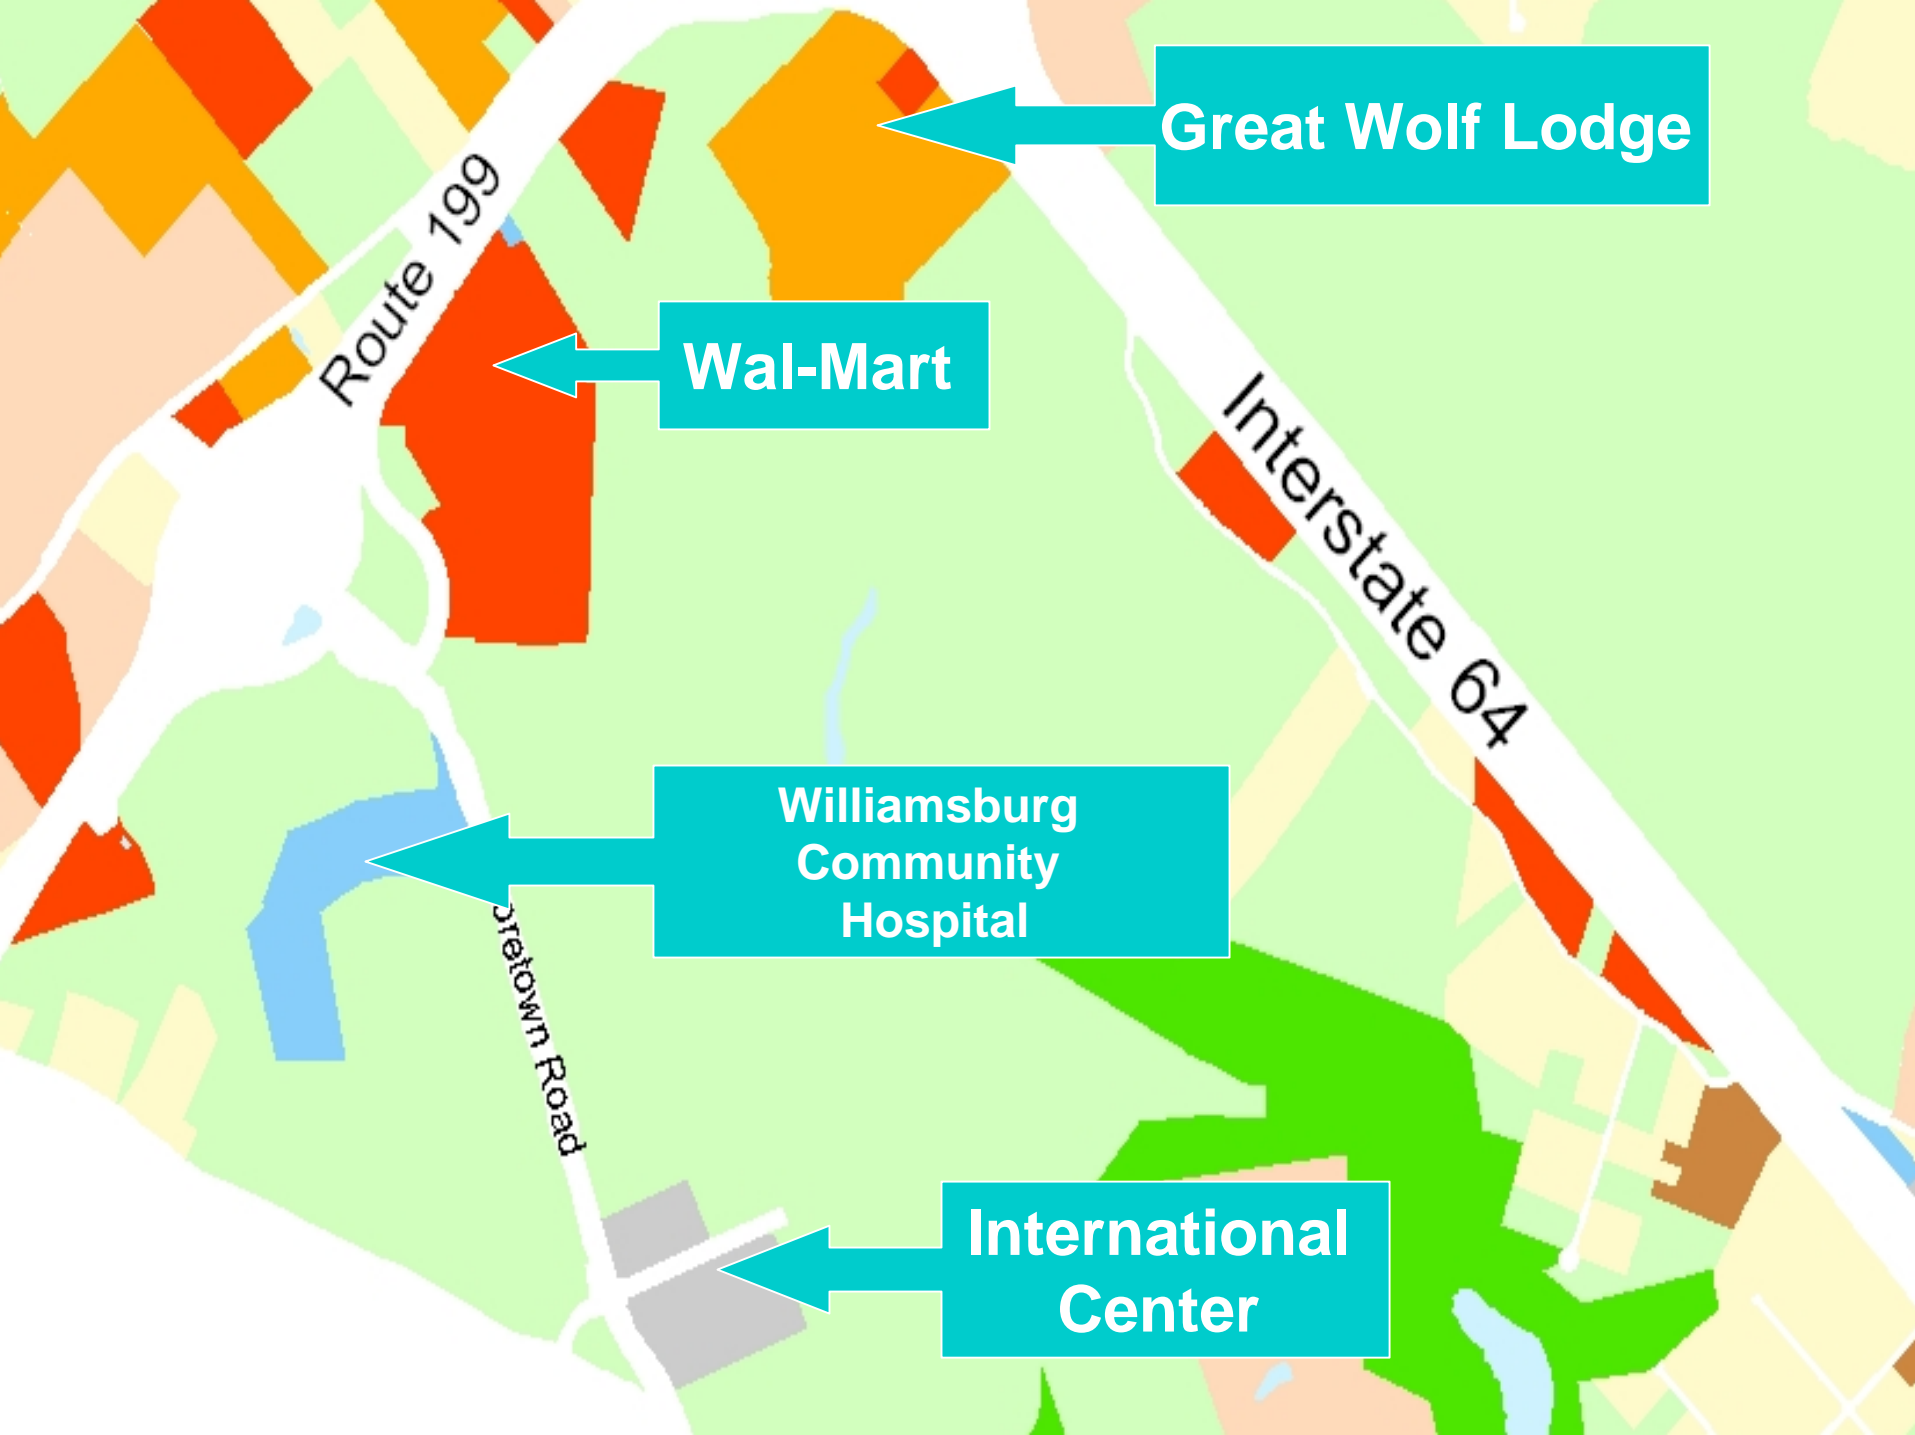 Great Wolf Lodge
Route 199
Wal-Mart
Interstate 64
Williamsburg
Community
Hospital
Road
International
Center